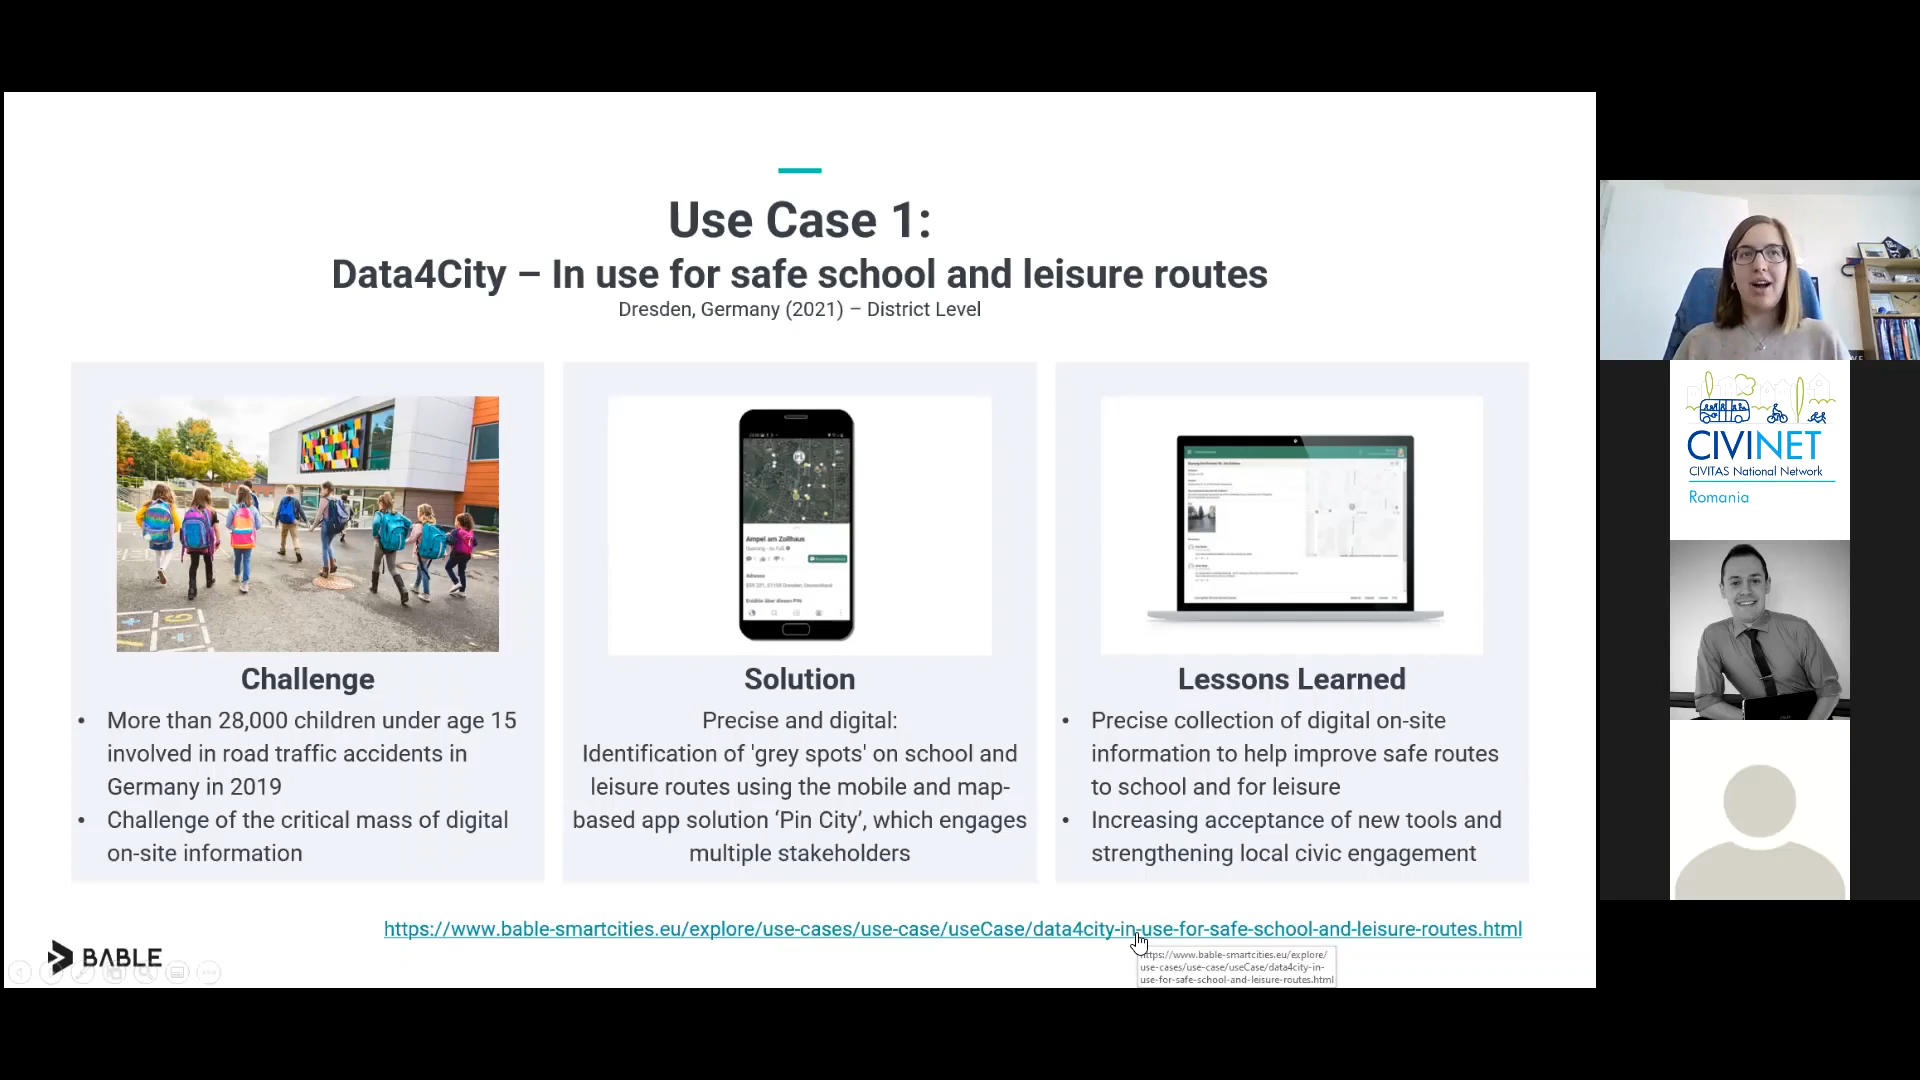 Use Case 1:
Data4City – In use for safe school and leisure routes
Dresden, Germany (2021) – District Level
Challenge
• More than 28,000 children under age 15
involved in road traffic accidents in
Germany in 2019
• Challenge of the critical mass of digital
on-site information
Ampel am Zollhaus
Adresse
Solution
Precise and digital:
Identification of 'grey spots' on school and
leisure routes using the mobile and map-
based app solution ‘Pin City’, which engages
multiple stakeholders
Lessons Learned
• Precise collection of digital on-site
information to help improve safe routes
to school and for leisure
• Increasing acceptance of new tools and
strengthening local civic engagement
https://www.bable-smartcities.eu/explore/use-cases/use-case/useCase/data4city-in-use-for-safe-school-and-leisure-routes.html
https://www.bable-smartcities.eu/explore/
use-cases/use-case/useCase/data4city-in-
use-for-safe-school-and-leisure-routes.html
BABLE
CIVINET
CIVITAS National Network
Romania